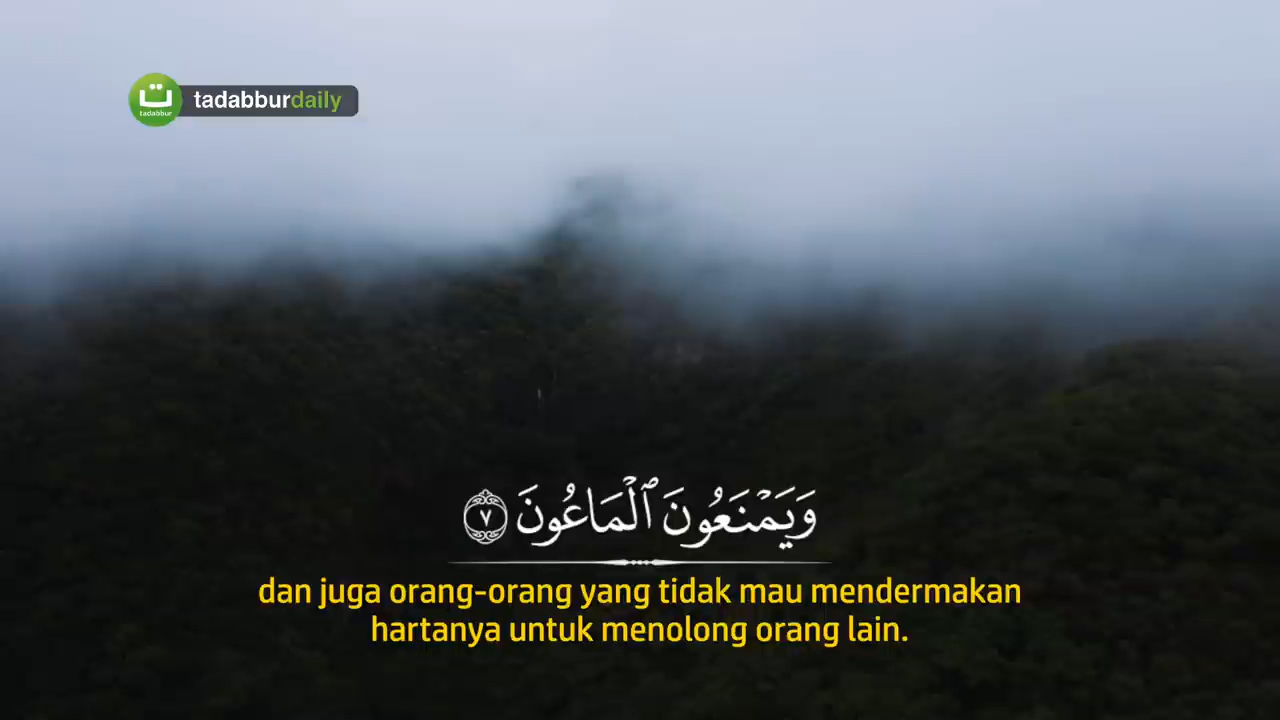 ت
tadabbur
tadabburdaily
وَيَمْنَعُونَ ٱلْمَاعُونَ ٧
dan juga orang-orang yang tidak mau mendermakan
hartanya untuk menolong orang lain.